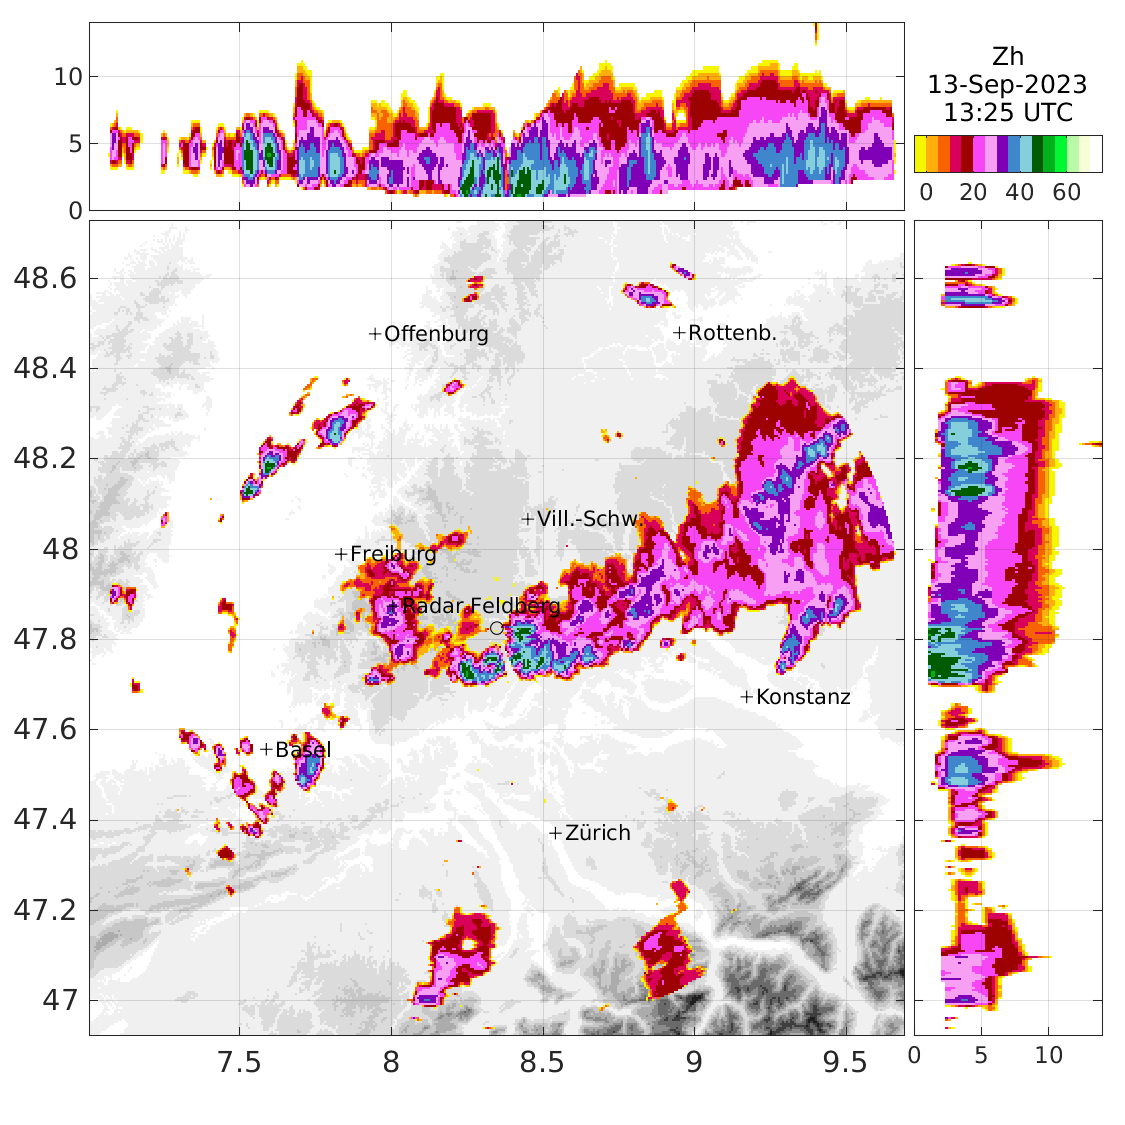 10
5
0
Zh
13-Sep-2023
13:25 UTC
0 20 40 60
48.6
48.4
48.2
48
47.8
47.6
47.4
47.2
47
+Offenburg
+Rottenb.
+Vill.-Schw.
+Freiburg
+Radar Feldberg
+Konstanz
+Basel
+Zürich
7.5 8 8.5 9 9.5
0 5 10